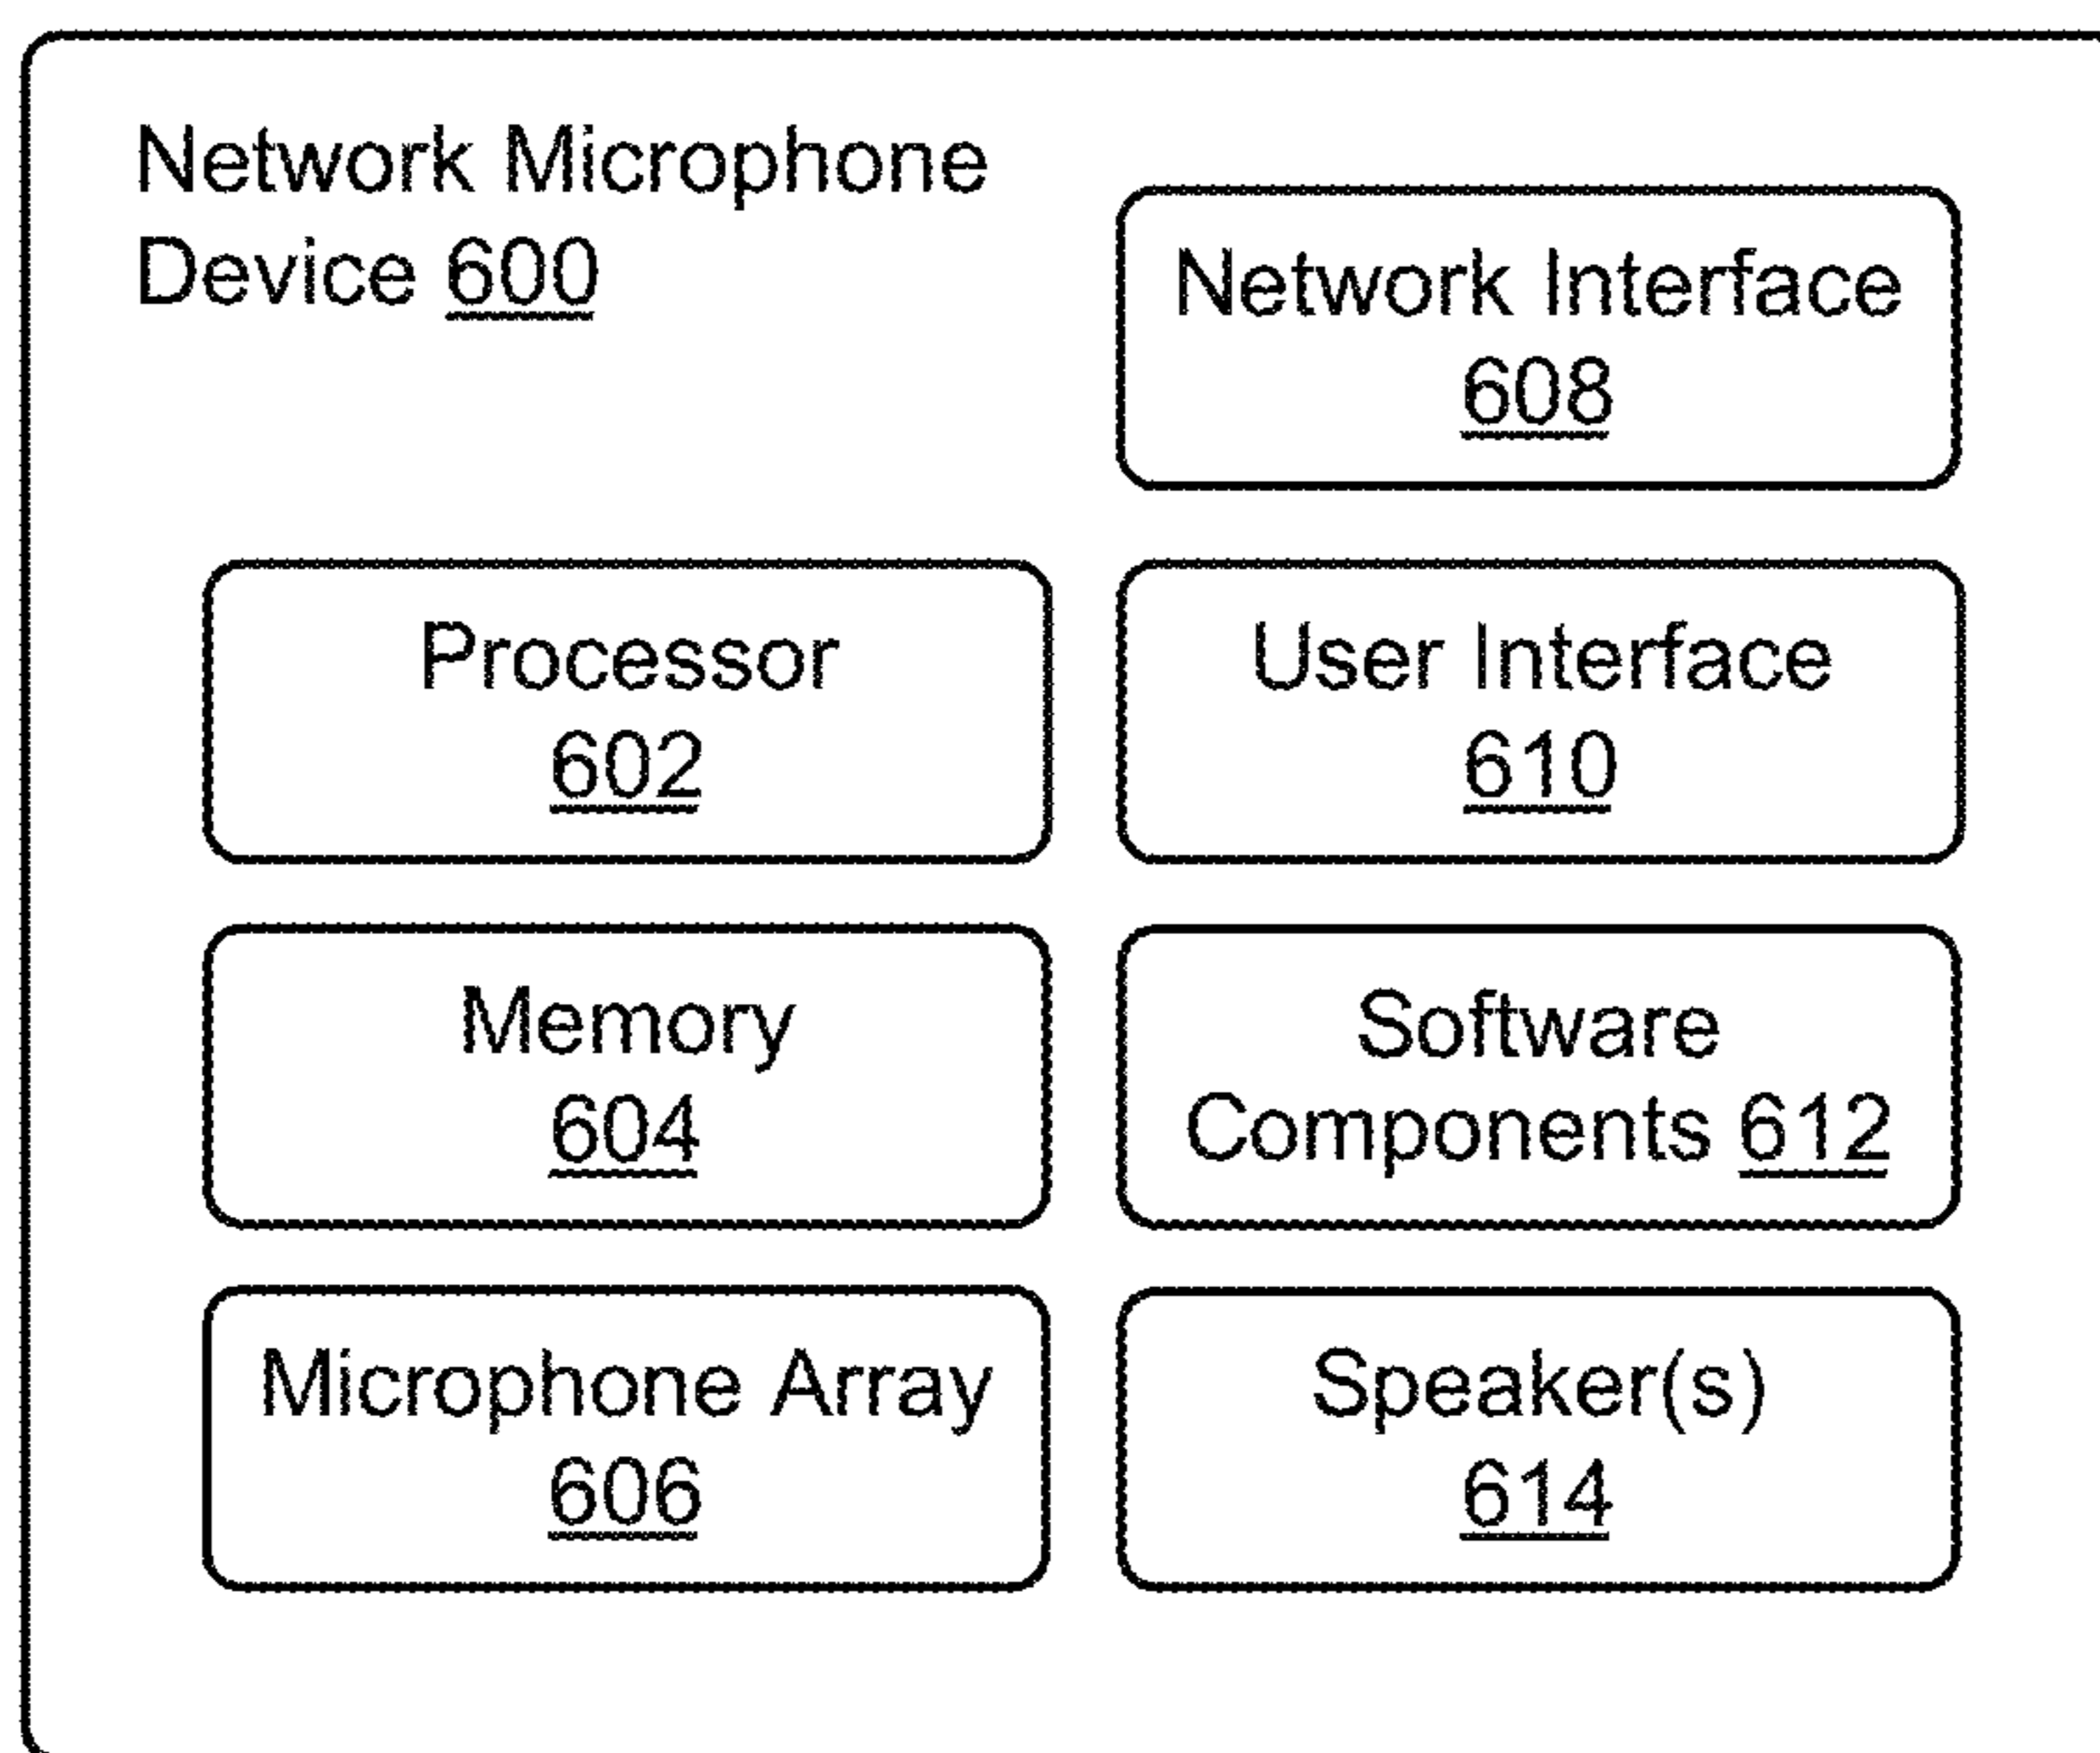 Network Microphone
Device 600
Network Interface
608
Processor
602
User Interface
610
Memory
604
Software
Components 612
Microphone Array
606
Speaker(s)
614